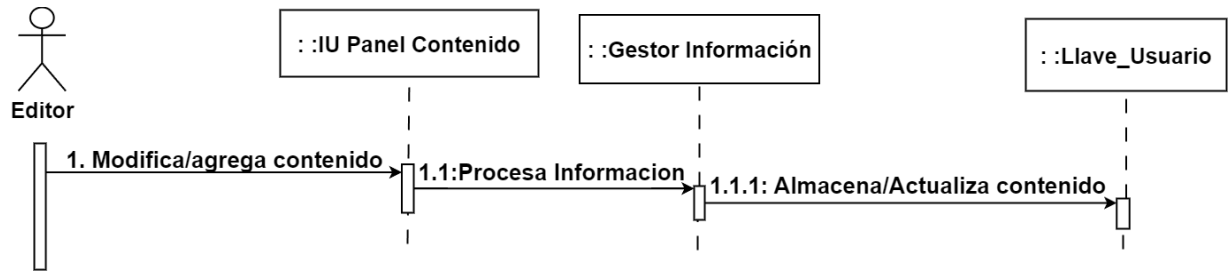 : :IU Panel Contenido
: :Gestor Información
: :Llave_Usuario
Editor
1. Modifica/agrega contenido
1.1:Procesa Informacion
1.1.1: Almacena/Actualiza contenido